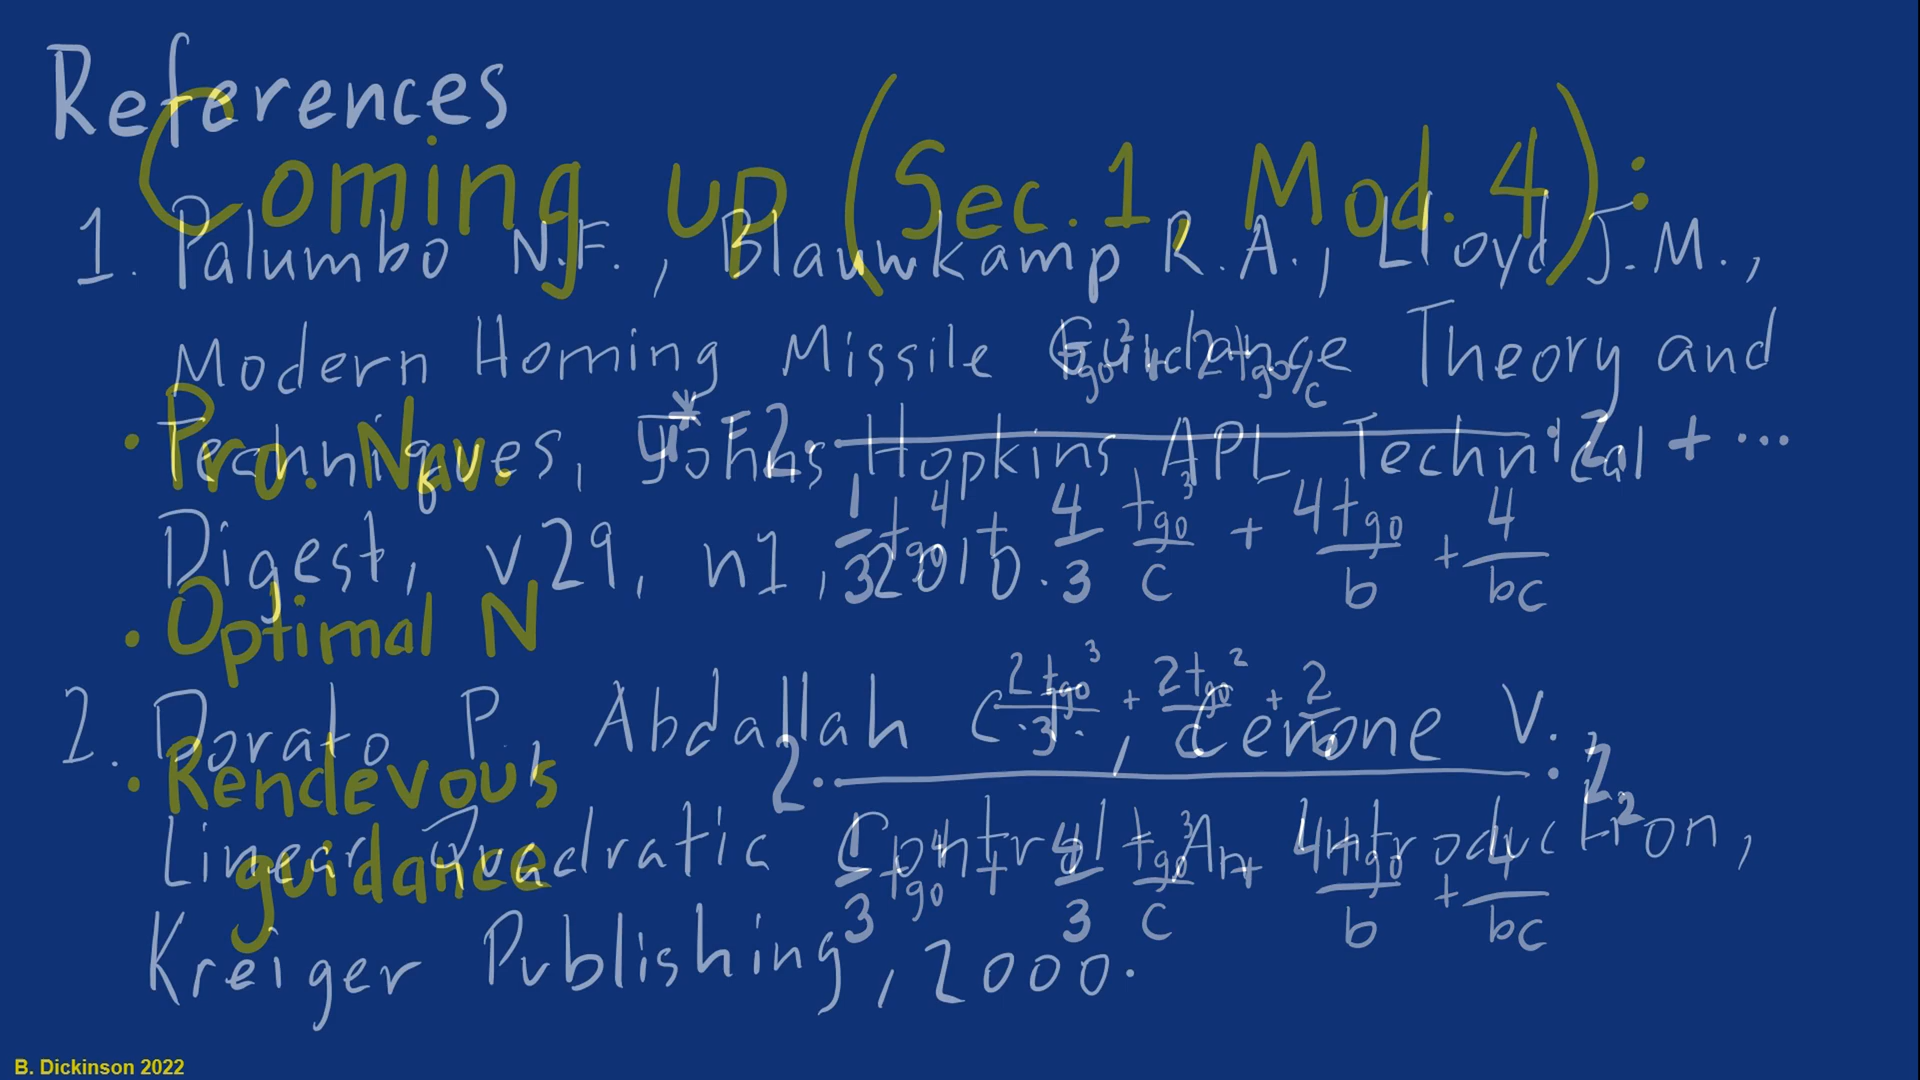 References
Coming up (Sec. 1, Mod. 4):
1. Palumbo N.F., Blauwkamp R.A., Lloyd J.M.,
Modern Homing Missile Guidance Theory and
Techniques, Johns Hopkins APL Technical
Digest, v29, n1, 2010.
• Pro. Nav.
• Optimal N
2. Dorato P., Abdallah C.T., Cerone V.
• Rendevous
guidance
Linear Quadratic Control: An Introduction,
Kreiger Publishing, 2000.
B. Dickinson 2022